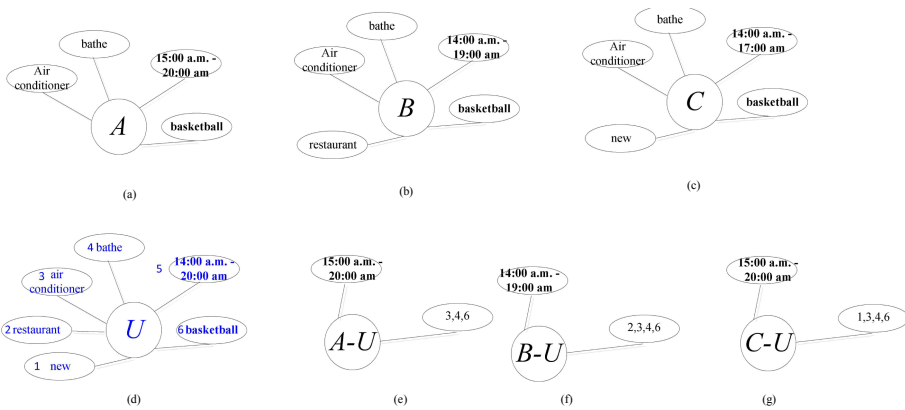 bathe
15:00 a.m. -
20:00 am
Air
conditioner
A
basketball
(a)
bathe
14:00 a.m. -
19:00 am
Air
conditioner
B
basketball
restaurant
(b)
bathe
14:00 a.m. -
17:00 am
Air
conditioner
C
basketball
new
(c)
4 bathe
5 14:00 a.m. -
20:00 am
3 air
conditioner
2 restaurant
U
6 basketball
1 new
(d)
15:00 a.m. -
20:00 am
3,4,6
A-U
(e)
14:00 a.m. -
19:00 am
2,3,4,6
B-U
(f)
15:00 a.m. -
20:00 am
1,3,4,6
C-U
(g)